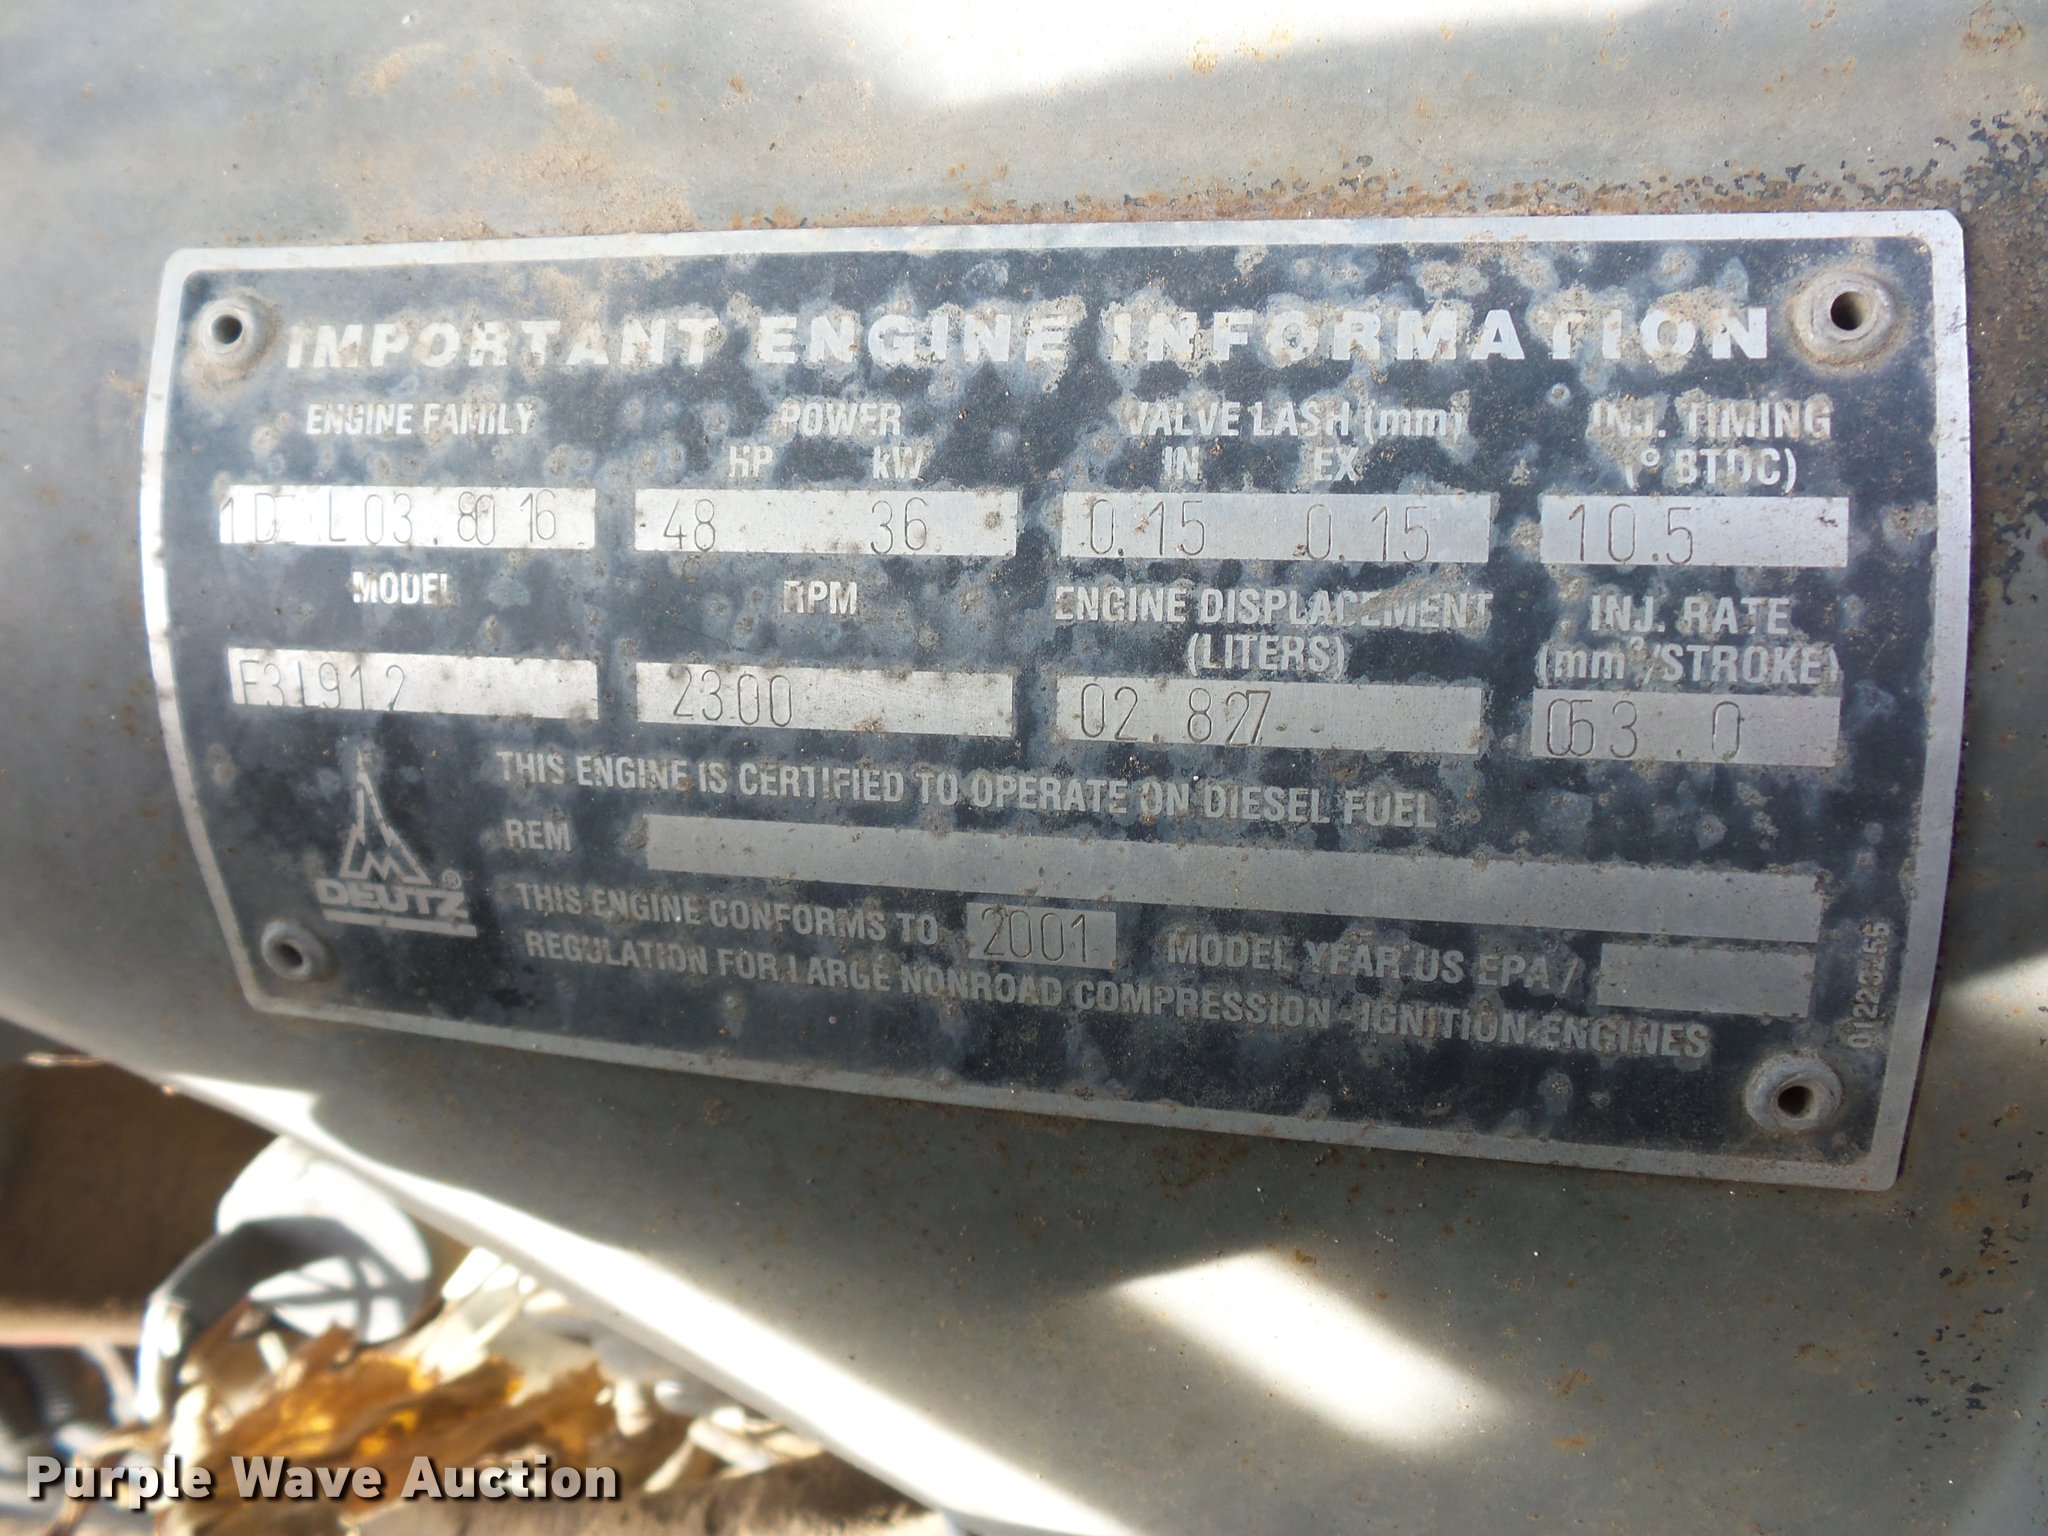 IMPORTANT ENGINE INFORMATION
ENGINE FAMILY POWER VALVE LASH (mm) INJ. TIMING
HP kW IN EX (° BTDC)
48 36 0.15 0.15 10.5
MODEL RPM ENGINE DISPLACEMENT INJ. RATE
(LITERS) (mm³/STROKE)
F3L912 2300 02.827 053.0
THIS ENGINE IS CERTIFIED TO OPERATE ON DIESEL FUEL
REM
DEUTZ®
THIS ENGINE CONFORMS TO 2001 MODEL YEAR US EPA /
REGULATION FOR LARGE NONROAD COMPRESSION-IGNITION ENGINES
Purple Wave Auction